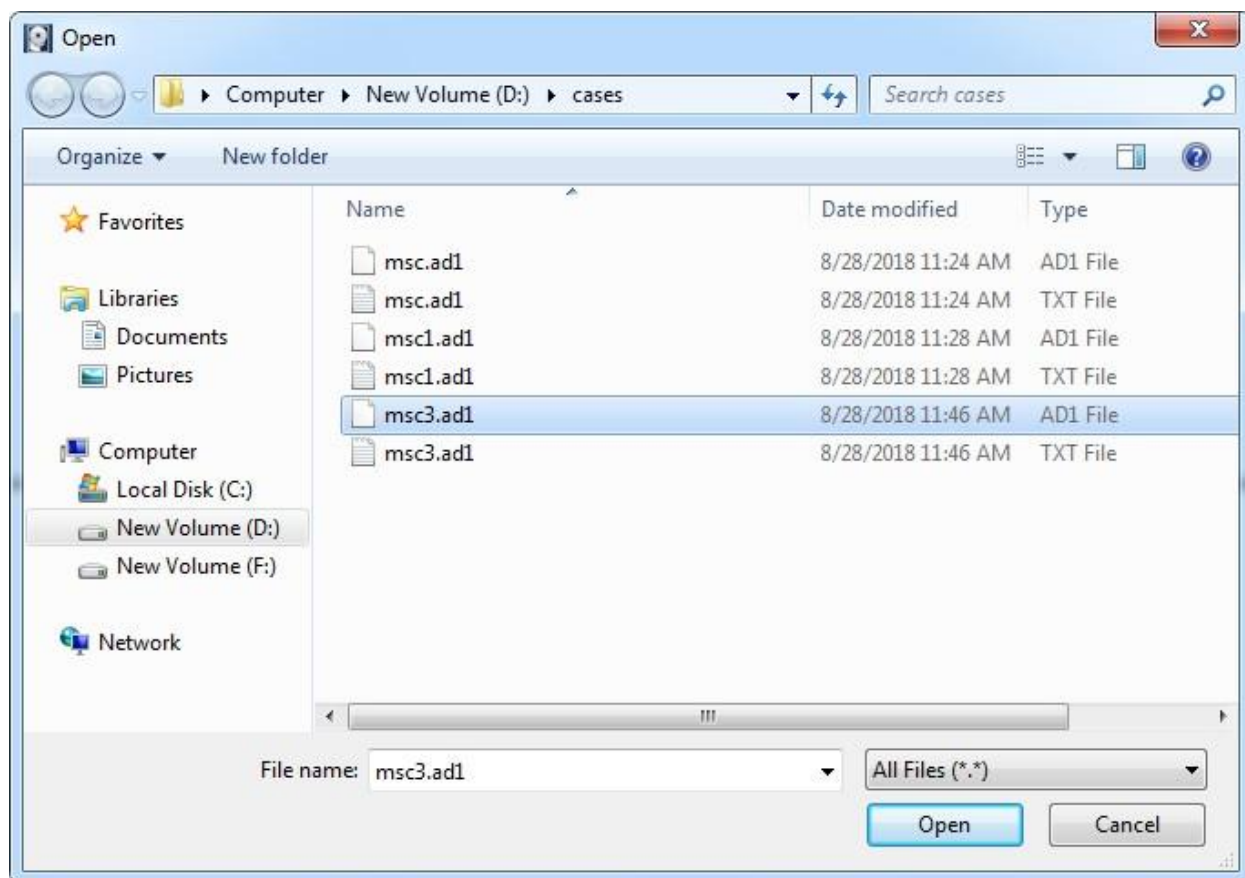 Open
Computer New Volume (D:) cases Search cases
Organize New folder
Name Date modified Type
Favorites
Libraries
Documents
Pictures
Computer
Local Disk (C:)
New Volume (D:)
New Volume (F:)
Network
msc.ad1 8/28/2018 11:24 AM AD1 File
msc.ad1 8/28/2018 11:24 AM TXT File
msc1.ad1 8/28/2018 11:28 AM AD1 File
msc1.ad1 8/28/2018 11:28 AM TXT File
msc3.ad1 8/28/2018 11:46 AM AD1 File
msc3.ad1 8/28/2018 11:46 AM TXT File
File name: msc3.ad1 All Files (*.*)
Open Cancel